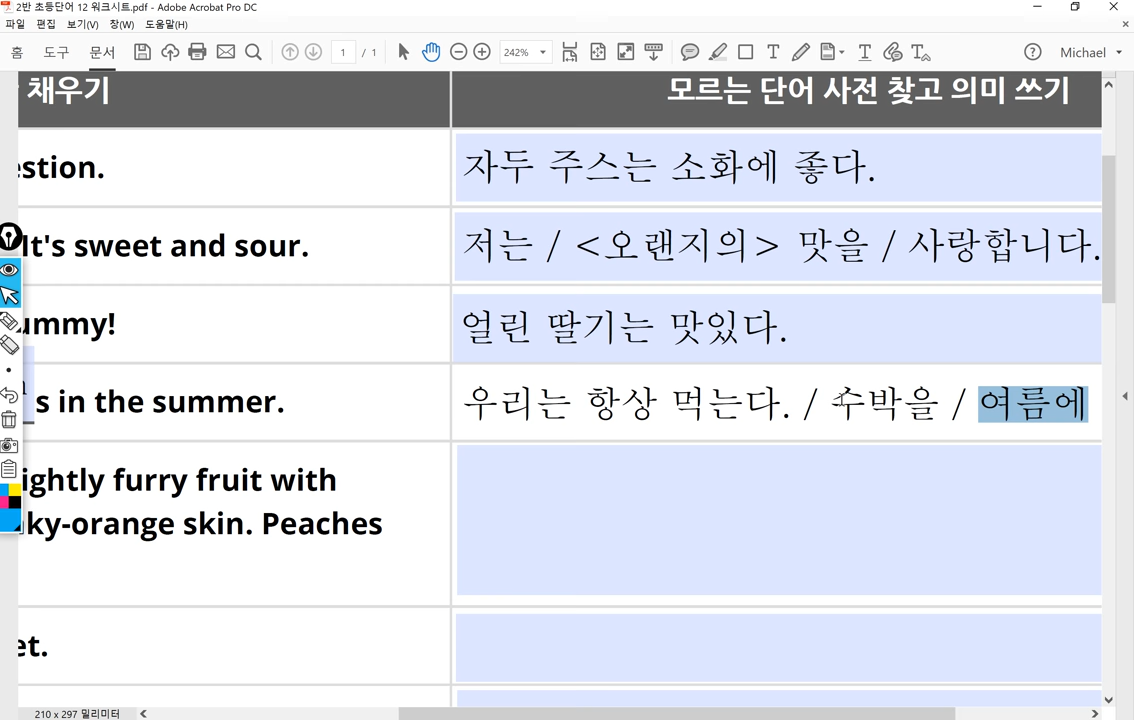 2반 초등단어 12 워크시트.pdf - Adobe Acrobat Pro DC
파일 편집 보기(V) 창(W) 도움말(H)
홈 도구 문서 1 / 1 242% Michael
채우기 모르는 단어 사전 찾고 의미 쓰기
estion. 자두 주스는 소화에 좋다.
It's sweet and sour. 저는 / <오랜지의> 맛을 / 사랑합니다.
ummy! 얼린 딸기는 맛있다.
s in the summer. 우리는 항상 먹는다. / 수박을 / 여름에
ightly furry fruit with
ky-orange skin. Peaches
et.
210 x 297 밀리미터